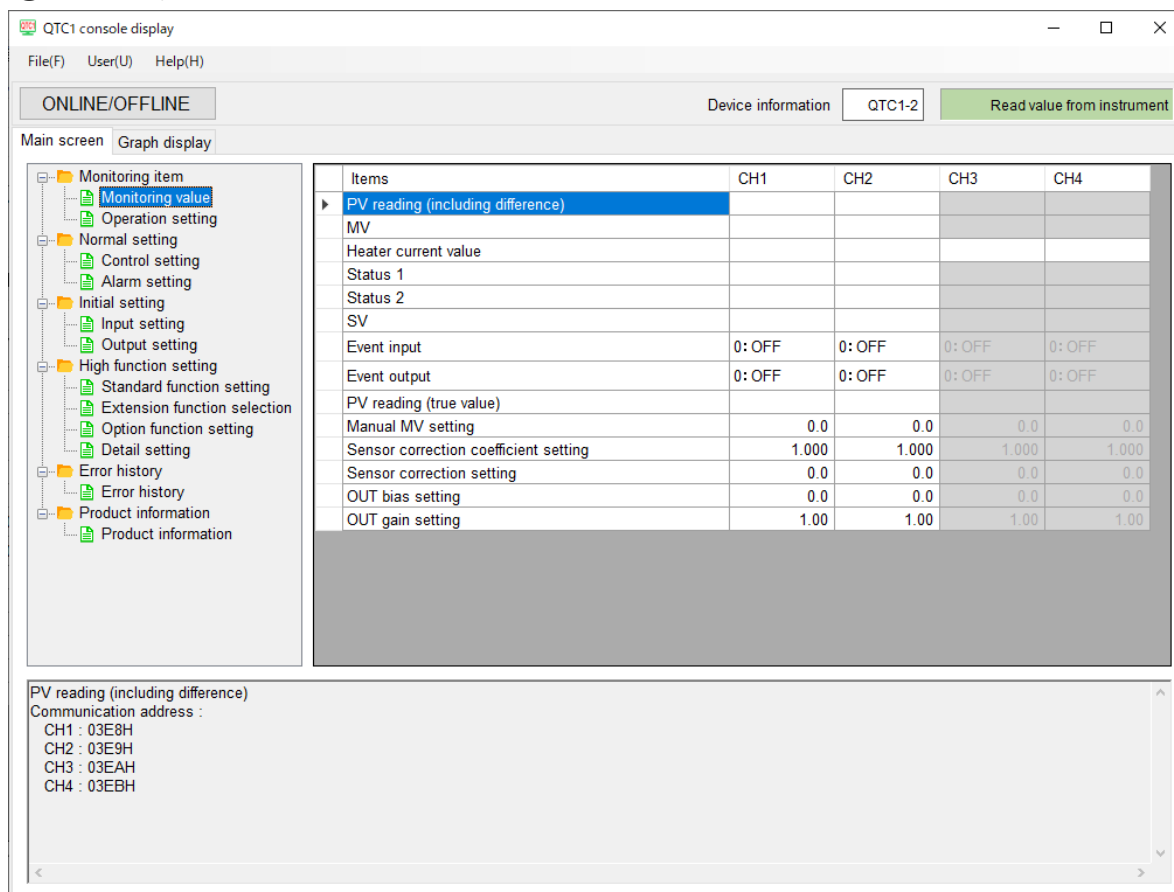 QTC1 console display
File(F) User(U) Help(H)
ONLINE/OFFLINE Device information QTC1-2 Read value from instrument
Main screen Graph display
Monitoring item
Monitoring value
Operation setting
Normal setting
Control setting
Alarm setting
Initial setting
Input setting
Output setting
High function setting
Standard function setting
Extension function selection
Option function setting
Detail setting
Error history
Error history
Product information
Product information
Items CH1 CH2 CH3 CH4
PV reading (including difference)
MV
Heater current value
Status 1
Status 2
SV
Event input 0: OFF 0: OFF 0: OFF 0: OFF
Event output 0: OFF 0: OFF 0: OFF 0: OFF
PV reading (true value)
Manual MV setting 0.0 0.0 0.0 0.0
Sensor correction coefficient setting 1.000 1.000 1.000 1.000
Sensor correction setting 0.0 0.0 0.0 0.0
OUT bias setting 0.0 0.0 0.0 0.0
OUT gain setting 1.00 1.00 1.00 1.00
PV reading (including difference)
Communication address :
CH1 : 03E8H
CH2 : 03E9H
CH3 : 03EAH
CH4 : 03EBH